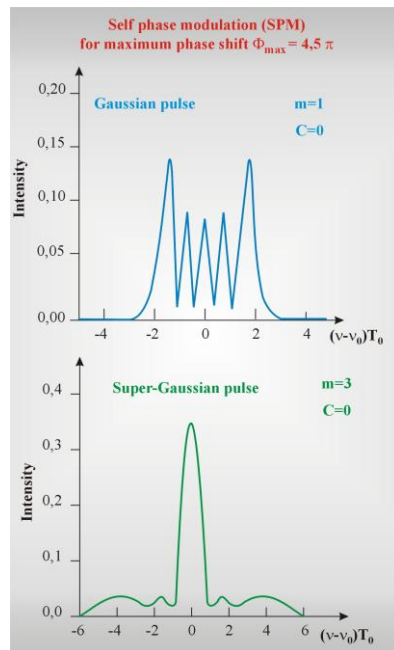 Self phase modulation (SPM)
for maximum phase shift Φmax = 4,5 π
0,20
Gaussian pulse
m=1
C=0
0,15
Intensity
0,10
0,05
0,00
-4
-2
0
2
4
(ν-ν0)T0
0,4
Super-Gaussian pulse
m=3
C=0
0,3
0,2
Intensity
0,1
0,0
-6
-4
-2
0
2
4
6
(ν-ν0)T0